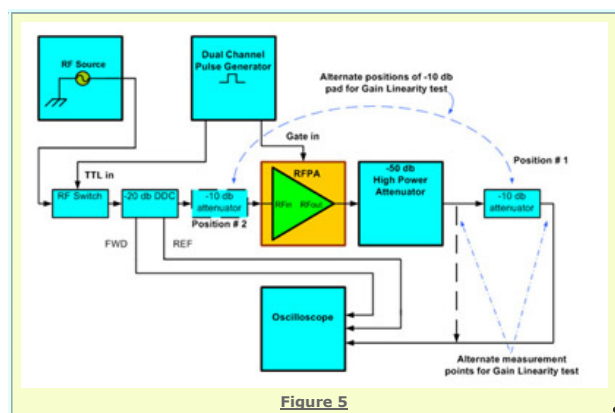 RF Source
Dual Channel
Pulse Generator
Alternate positions of -10 db
pad for Gain Linearity test
Gate in
TTL in
Position # 1
RF Switch
-20 db DDC
-10 db
attenuator
Position # 2
RFPA
RFin
RFout
-50 db
High Power
Attenuator
-10 db
attenuator
FWD
REF
Oscilloscope
Alternate measurement
points for Gain Linearity test
Figure 5